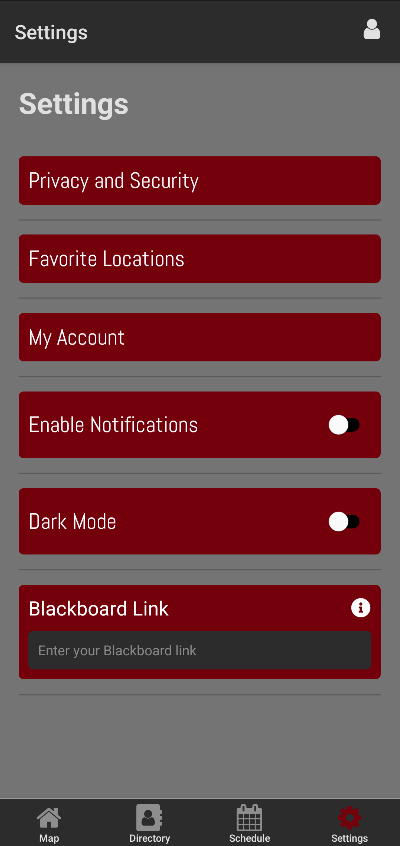 Settings
Settings
Privacy and Security
Favorite Locations
My Account
Enable Notifications
Dark Mode
Blackboard Link
Enter your Blackboard link
Map
Directory
Schedule
Settings